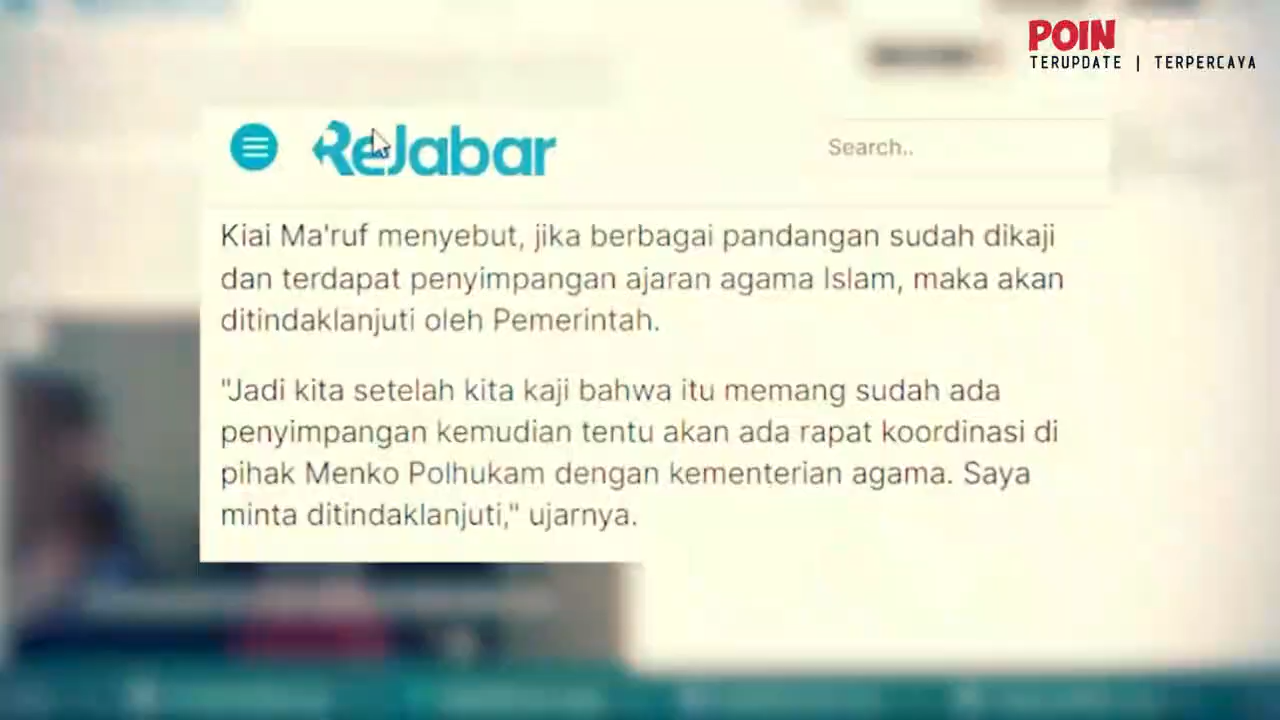 POIN
TERUPDATE | TERPERCAYA
ReJabar
Search..
Kiai Ma'ruf menyebut, jika berbagai pandangan sudah dikaji
dan terdapat penyimpangan ajaran agama Islam, maka akan
ditindaklanjuti oleh Pemerintah.
"Jadi kita setelah kita kaji bahwa itu memang sudah ada
penyimpangan kemudian tentu akan ada rapat koordinasi di
pihak Menko Polhukam dengan kementerian agama. Saya
minta ditindaklanjuti," ujarnya.